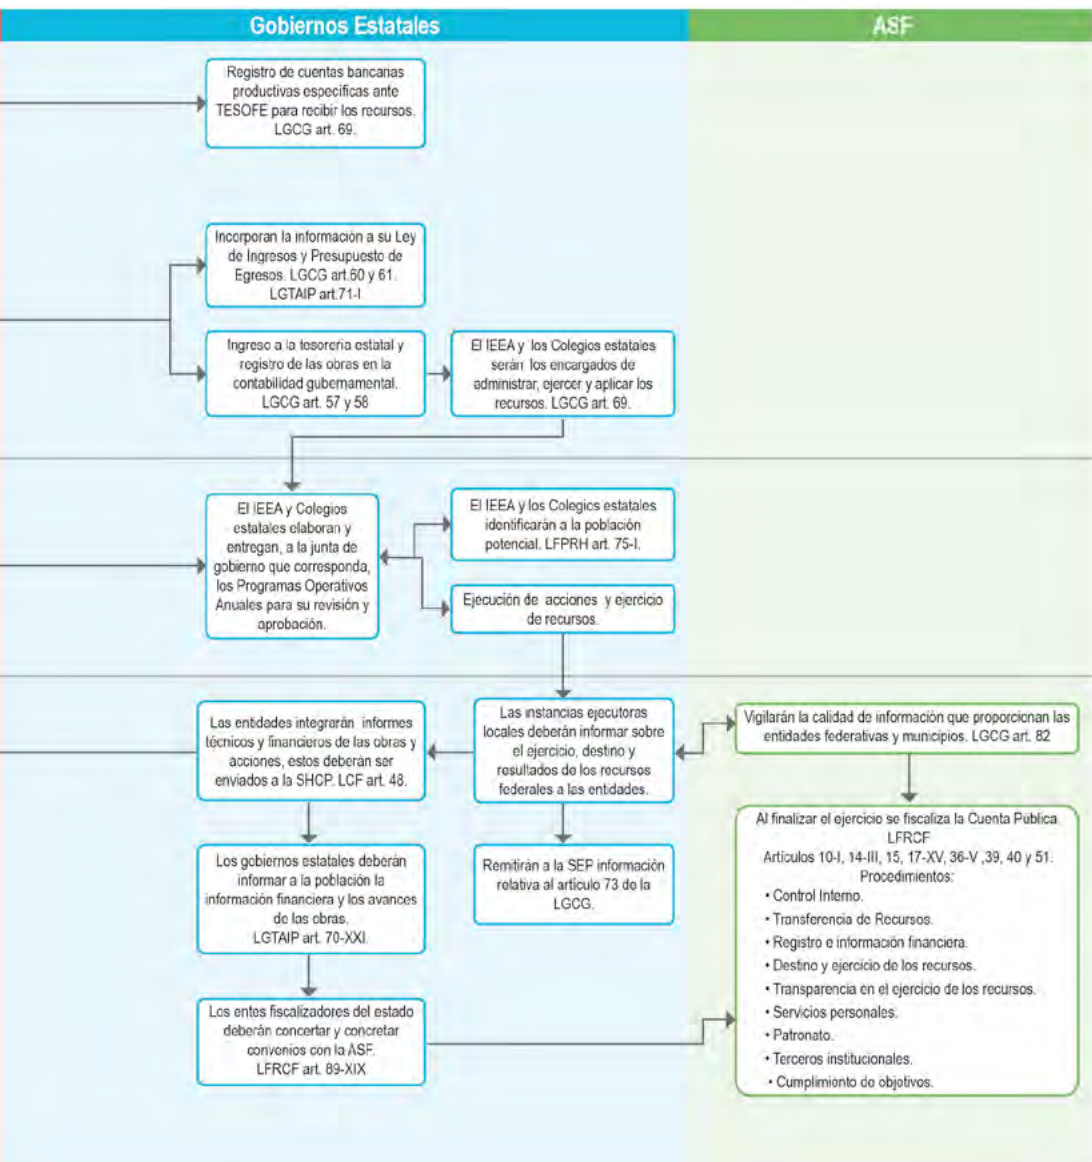 Gobiernos Estatales
ASF
Registro de cuentas bancarias
productivas específicas ante
TESOFE para recibir los recursos.
LGCG art. 69.
Incorporan la información a su Ley
de Ingresos y Presupuesto de
Egresos. LGCG art.60 y 61.
LGTAIP art.71-I
Ingreso a la tesorería estatal y
registro de las obras en la
contabilidad gubernamental.
LGCG art. 57 y 58
El IEEA y los Colegios estatales
serán los encargados de
administrar, ejercer y aplicar los
recursos. LGCG art. 69.
El IEEA y Colegios
estatales elaboran y
entregan, a la junta de
gobierno que corresponda,
los Programas Operativos
Anuales para su revisión y
aprobación.
El IEEA y los Colegios estatales
identificarán a la población
potencial. LFPRH art. 75-I.
Ejecución de acciones y ejercicio
de recursos.
Las entidades integrarán informes
técnicos y financieros de las obras y
acciones, estos deberán ser
enviados a la SHCP. LCF art. 48.
Las instancias ejecutoras
locales deberán informar sobre
el ejercicio, destino y
resultados de los recursos
federales a las entidades.
Vigilarán la calidad de información que proporcionan las
entidades federativas y municipios. LGCG art. 82
Los gobiernos estatales deberán
informar a la población la
información financiera y los avances
de las obras.
LGTAIP art. 70-XXI.
Remitirán a la SEP información
relativa al artículo 73 de la
LGCG.
Al finalizar el ejercicio se fiscaliza la Cuenta Pública
LFRCF
Artículos 10-I, 14-III, 15, 17-XV, 36-V ,39, 40 y 51.
Procedimientos:
• Control Interno.
• Transferencia de Recursos.
• Registro e información financiera.
• Destino y ejercicio de los recursos.
• Transparencia en el ejercicio de los recursos.
• Servicios personales.
• Patronato.
• Terceros institucionales.
• Cumplimiento de objetivos.
Los entes fiscalizadores del estado
deberán concertar y concretar
convenios con la ASF.
LFRCF art. 89-XIX